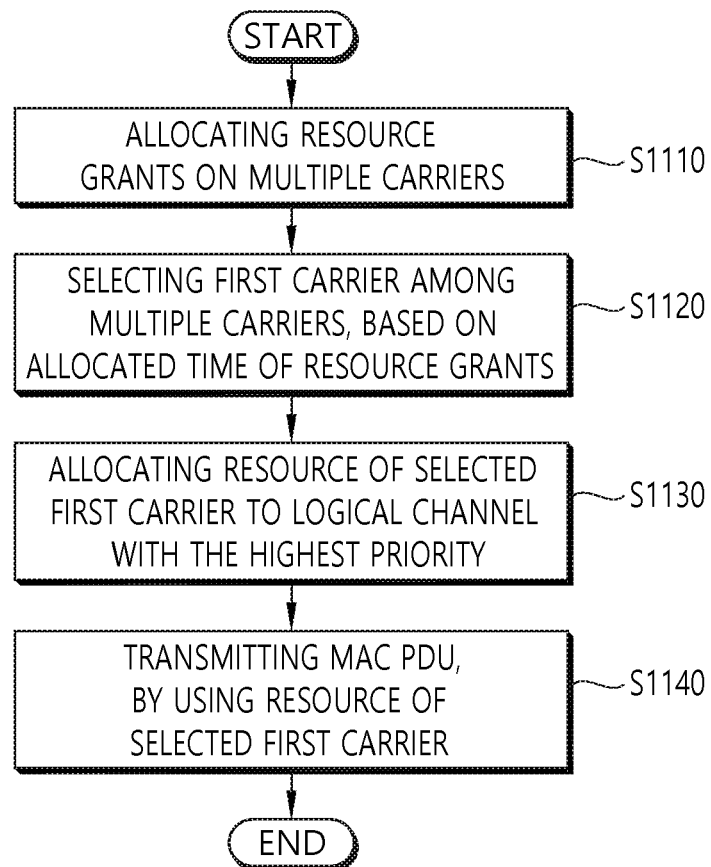 START
ALLOCATING RESOURCE
GRANTS ON MULTIPLE CARRIERS
S1110
SELECTING FIRST CARRIER AMONG
MULTIPLE CARRIERS, BASED ON
ALLOCATED TIME OF RESOURCE GRANTS
S1120
ALLOCATING RESOURCE OF SELECTED
FIRST CARRIER TO LOGICAL CHANNEL
WITH THE HIGHEST PRIORITY
S1130
TRANSMITTING MAC PDU,
BY USING RESOURCE OF
SELECTED FIRST CARRIER
S1140
END